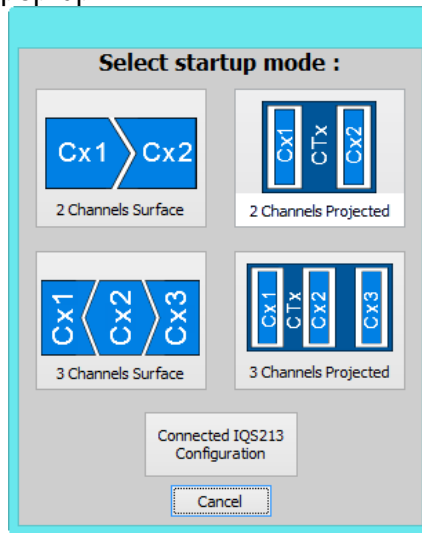 Select startup mode :
Cx1 Cx2
2 Channels Surface
Cx1 CTx Cx2
2 Channels Projected
Cx1 Cx2 Cx3
3 Channels Surface
Cx1 CTx Cx2 Cx3
3 Channels Projected
Connected IQS213
Configuration
Cancel